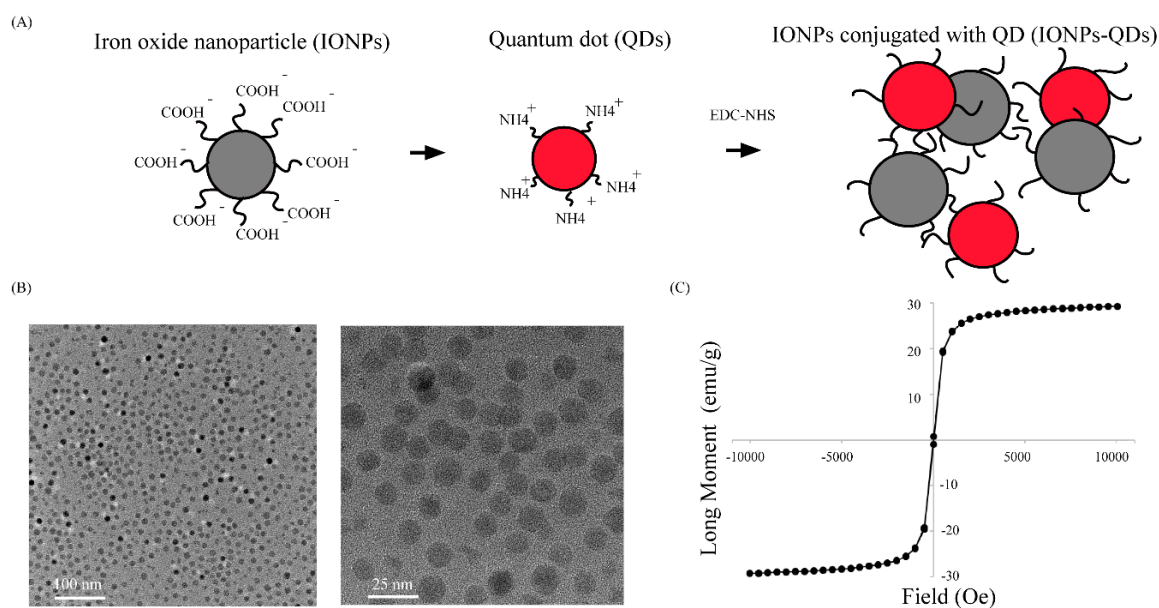 (A)
Iron oxide nanoparticle (IONPs)
Quantum dot (QDs)
IONPs conjugated with QD (IONPs-QDs)
COOH -
COOH -
COOH -
COOH -
COOH -
COOH -
COOH -
COOH -
NH4 +
NH4 +
NH4 +
NH4 +
NH4 +
EDC-NHS
(B)
100 nm
25 nm
(C)
Long Moment (emu/g)
30
20
10
-10000
-5000
5000
10000
-10
-20
-30
Field (Oe)